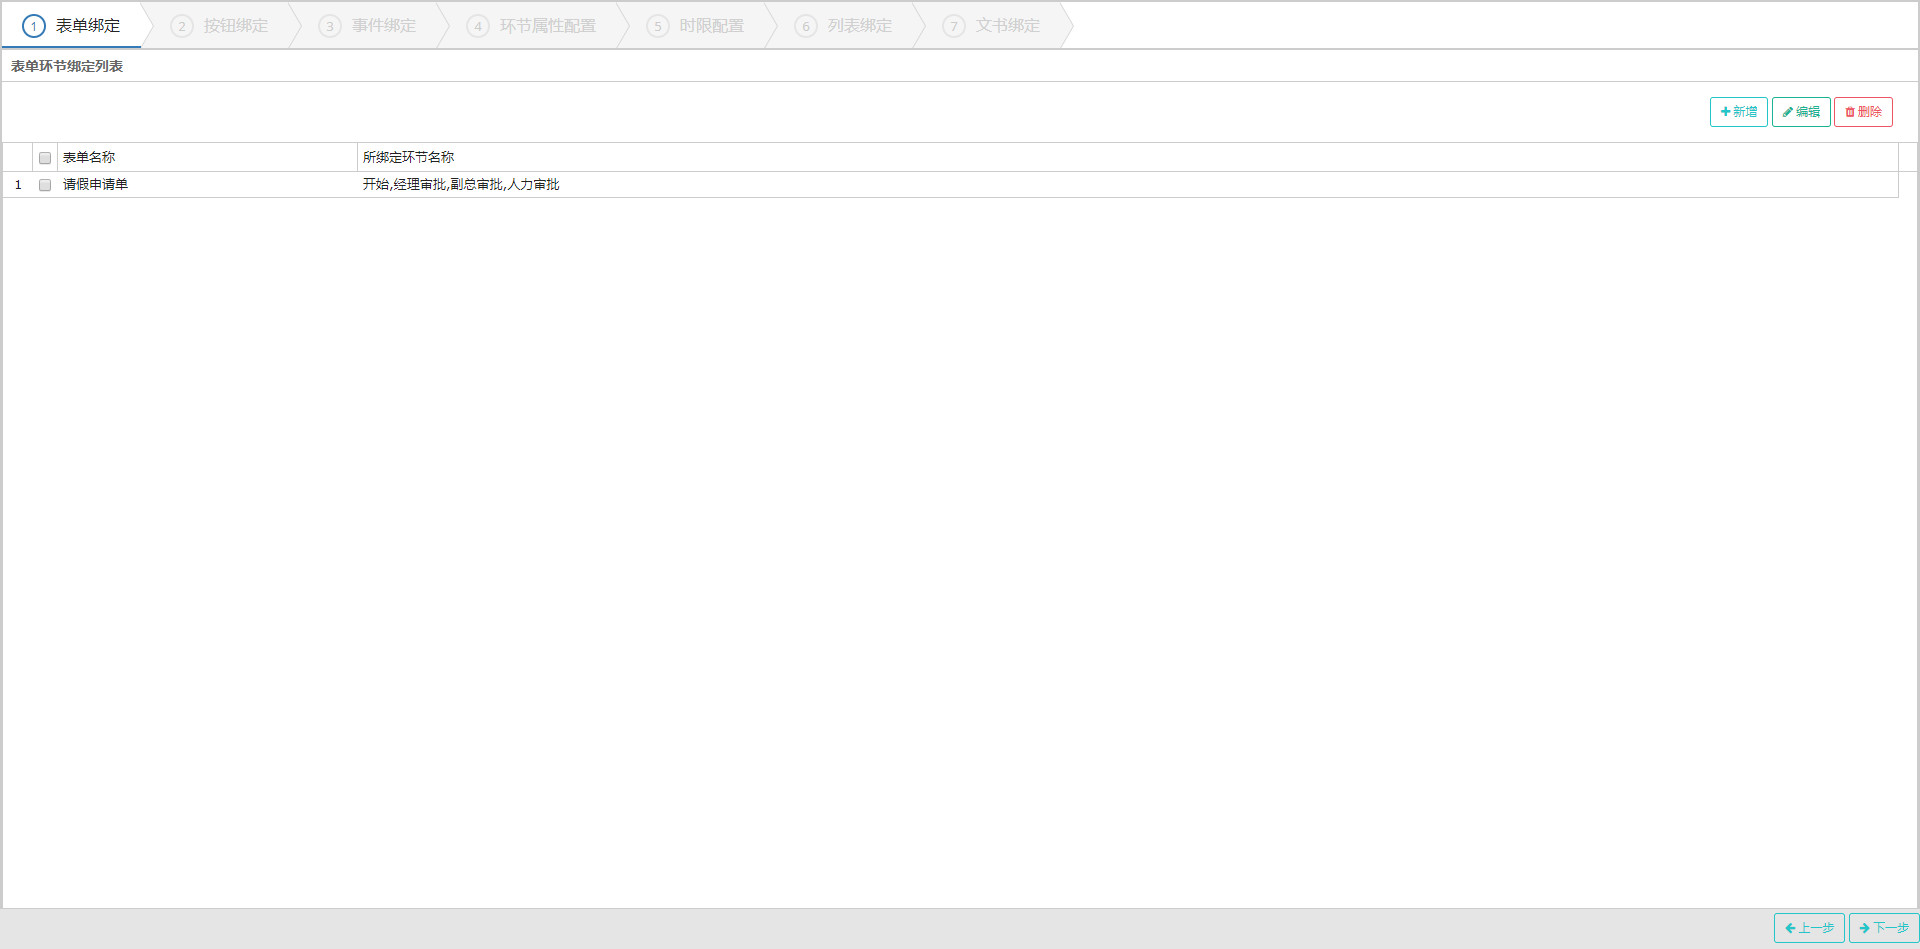 1 表单绑定 2 按钮绑定 3 事件绑定 4 环节属性配置 5 时限配置 6 列表绑定 7 文书绑定
表单环节绑定列表
新增 编辑 删除
表单名称 所绑定环节名称
1 请假申请单 开始,经理审批,副总审批,人力审批
上一步 下一步